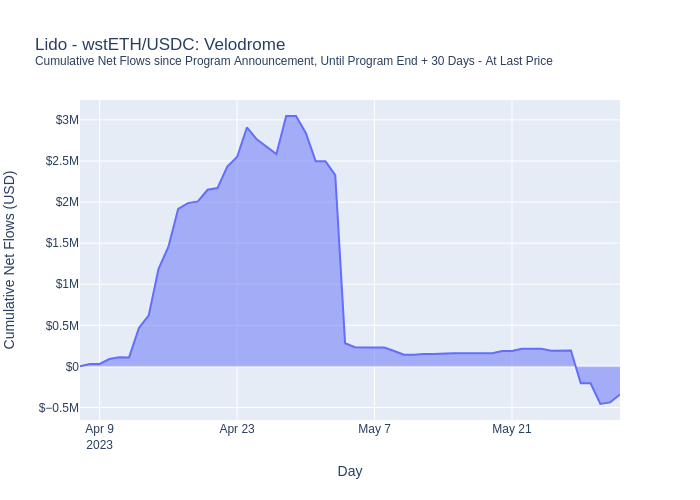 Lido - wstETH/USDC: Velodrome
Cumulative Net Flows since Program Announcement, Until Program End + 30 Days - At Last Price
Cumulative Net Flows (USD)
$3M
$2.5M
$2M
$1.5M
$1M
$0.5M
$0
$−0.5M
Apr 9
2023
Apr 23
May 7
May 21
Day